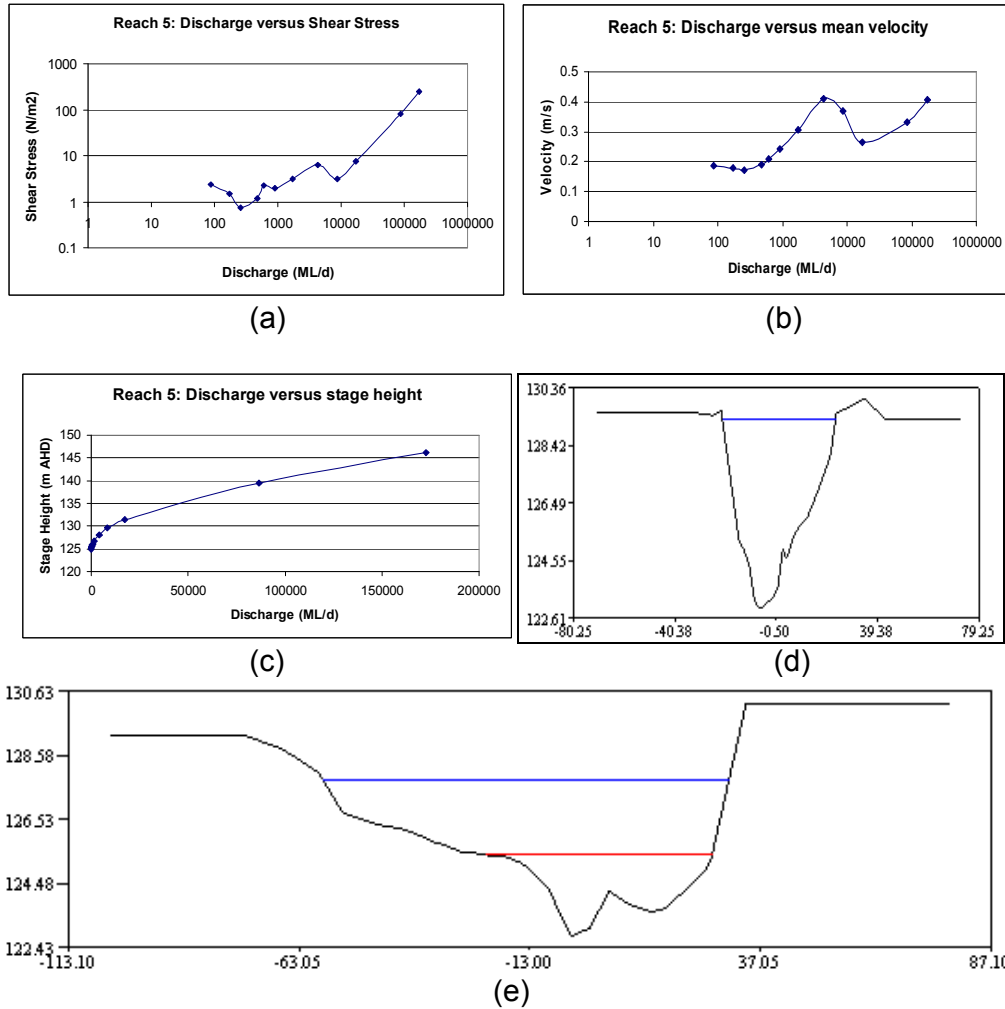 Reach 5: Discharge versus Shear Stress
Shear Stress (N/m2)
1000
100
10
1
0.1
1 10 100 1000 10000 100000 1000000
Discharge (ML/d)
(a)
Reach 5: Discharge versus mean velocity
Velocity (m/s)
0.5
0.4
0.3
0.2
0.1
0
1 10 100 1000 10000 100000 1000000
Discharge (ML/d)
(b)
Reach 5: Discharge versus stage height
Stage Height (m AHD)
150
145
140
135
130
125
120
0 50000 100000 150000 200000
Discharge (ML/d)
(c)
130.36
128.42
126.49
124.55
122.61
-80.25 -40.38 -0.50 39.38 79.25
(d)
130.63
128.58
126.53
124.48
122.43
-113.10 -63.05 -13.00 37.05 87.10
(e)